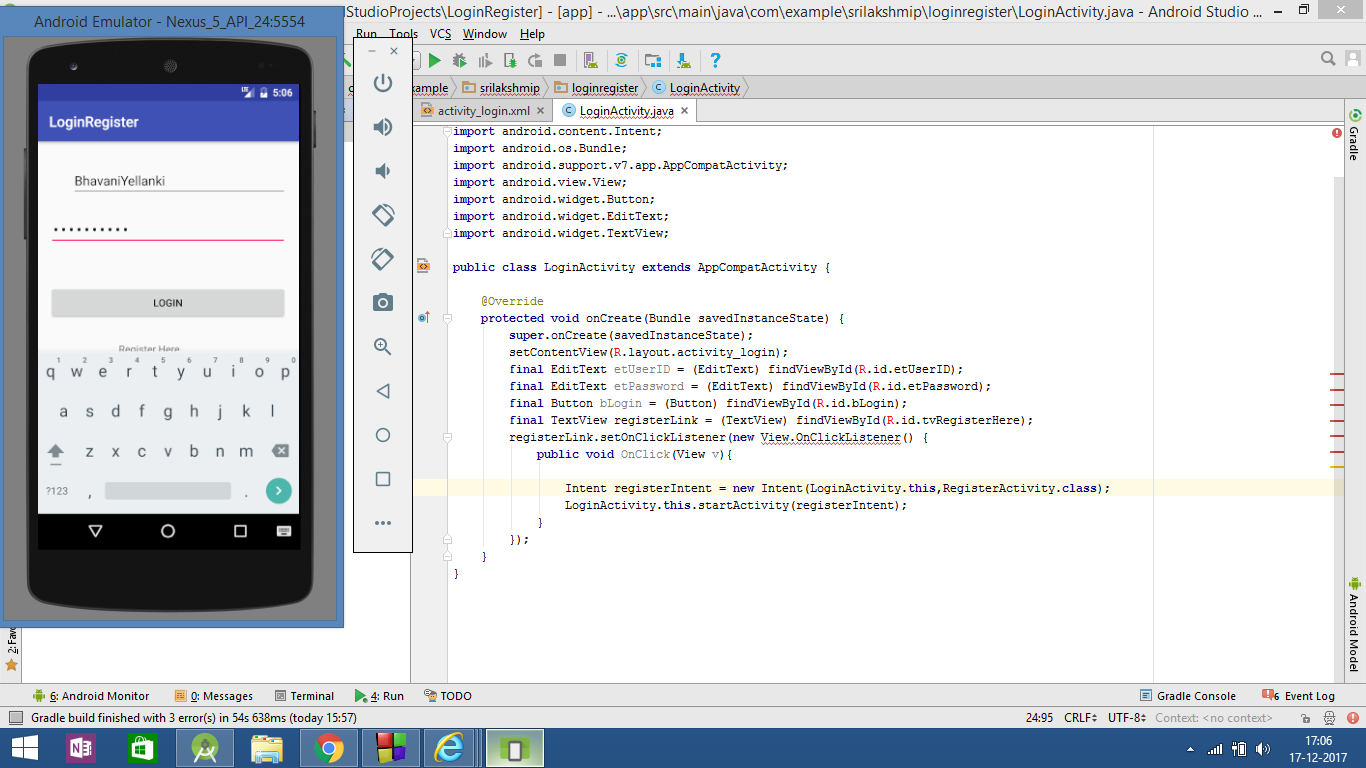 Android Emulator - Nexus_5_API_24:5554
StudioProjects\LoginRegister] - [app] - ...\app\src\main\java\com\example\srilakshmip\loginregister\LoginActivity.java - Android Studio ...
Run Tools VCS Window Help
example srilakshmip loginregister LoginActivity
activity_login.xml LoginActivity.java
5:06
LoginRegister
BhavaniYellanki
••••••••••
LOGIN
Register Here
1 2 3 4 5 6 7 8 9 0
q w e r t y u i o p
a s d f g h j k l
z x c v b n m
?123 , .
import android.content.Intent;
import android.os.Bundle;
import android.support.v7.app.AppCompatActivity;
import android.view.View;
import android.widget.Button;
import android.widget.EditText;
import android.widget.TextView;
public class LoginActivity extends AppCompatActivity {
@Override
protected void onCreate(Bundle savedInstanceState) {
super.onCreate(savedInstanceState);
setContentView(R.layout.activity_login);
final EditText etUserID = (EditText) findViewById(R.id.etUserID);
final EditText etPassword = (EditText) findViewById(R.id.etPassword);
final Button bLogin = (Button) findViewById(R.id.bLogin);
final TextView registerLink = (TextView) findViewById(R.id.tvRegisterHere);
registerLink.setOnClickListener(new View.OnClickListener() {
public void OnClick(View v){
Intent registerIntent = new Intent(LoginActivity.this,RegisterActivity.class);
LoginActivity.this.startActivity(registerIntent);
}
});
}
}
Gradle
Android Model
2: Favo
6: Android Monitor 0: Messages Terminal 4: Run TODO Gradle Console 6 Event Log
Gradle build finished with 3 error(s) in 54s 638ms (today 15:57) 24:95 CRLF UTF-8 Context: <no context>
17:06
17-12-2017